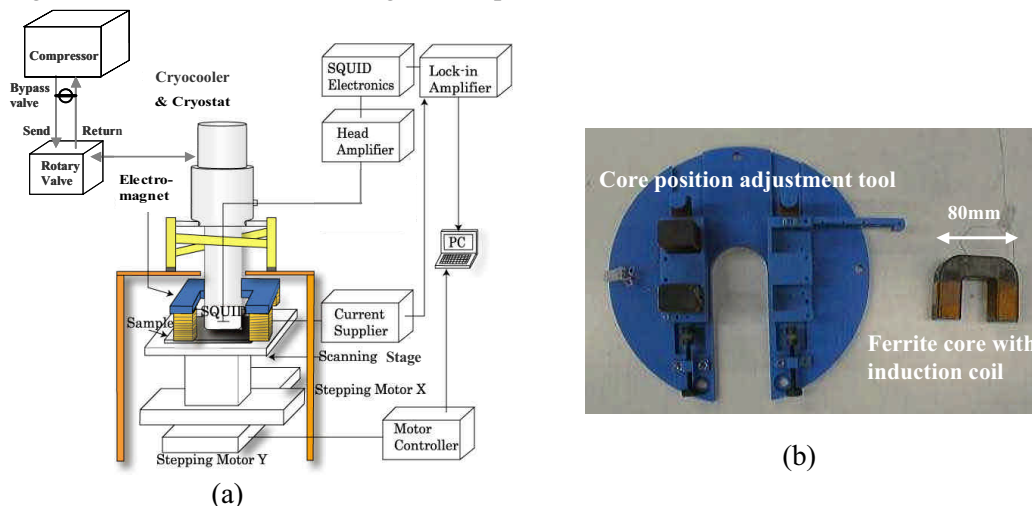 Compressor
Bypass
valve
Send
Return
Rotary
Valve
Cryocooler
& Cryostat
Electro-
magnet
SQUID
Electronics
Lock-in
Amplifier
Head
Amplifier
PC
SQUID
Sample
Current
Supplier
Scanning Stage
Stepping Motor X
Motor
Controller
Stepping Motor Y
(a)
Core position adjustment tool
80mm
Ferrite core with
induction coil
(b)